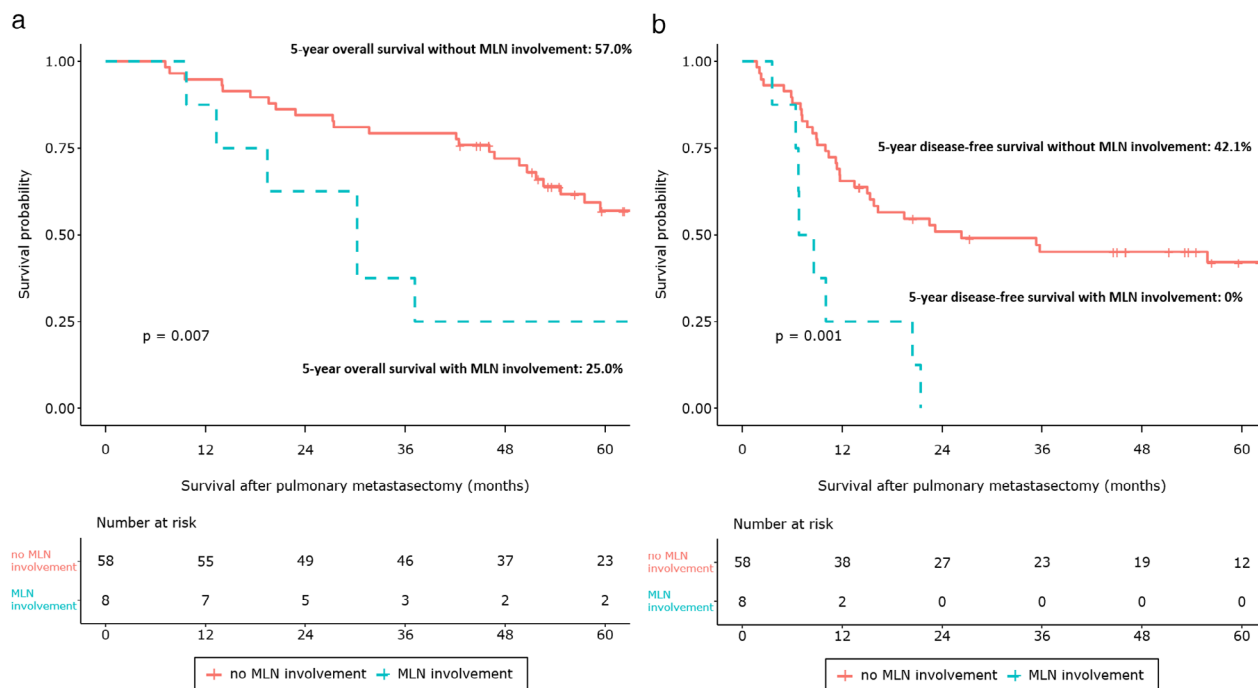 a
5-year overall survival without MLN involvement: 57.0%
1.00
0.75
0.50
0.25
0.00
Survival probability
p = 0.007
5-year overall survival with MLN involvement: 25.0%
0 12 24 36 48 60
Survival after pulmonary metastasectomy (months)
Number at risk
no MLN
involvement
58 55 49 46 37 23
MLN
involvement
8 7 5 3 2 2
0 12 24 36 48 60
no MLN involvement MLN involvement
b
1.00
0.75
0.50
0.25
0.00
Survival probability
5-year disease-free survival without MLN involvement: 42.1%
5-year disease-free survival with MLN involvement: 0%
p = 0.001
0 12 24 36 48 60
Survival after pulmonary metastasectomy (months)
Number at risk
no MLN
involvement
58 38 27 23 19 12
MLN
involvement
8 2 0 0 0 0
0 12 24 36 48 60
no MLN involvement MLN involvement